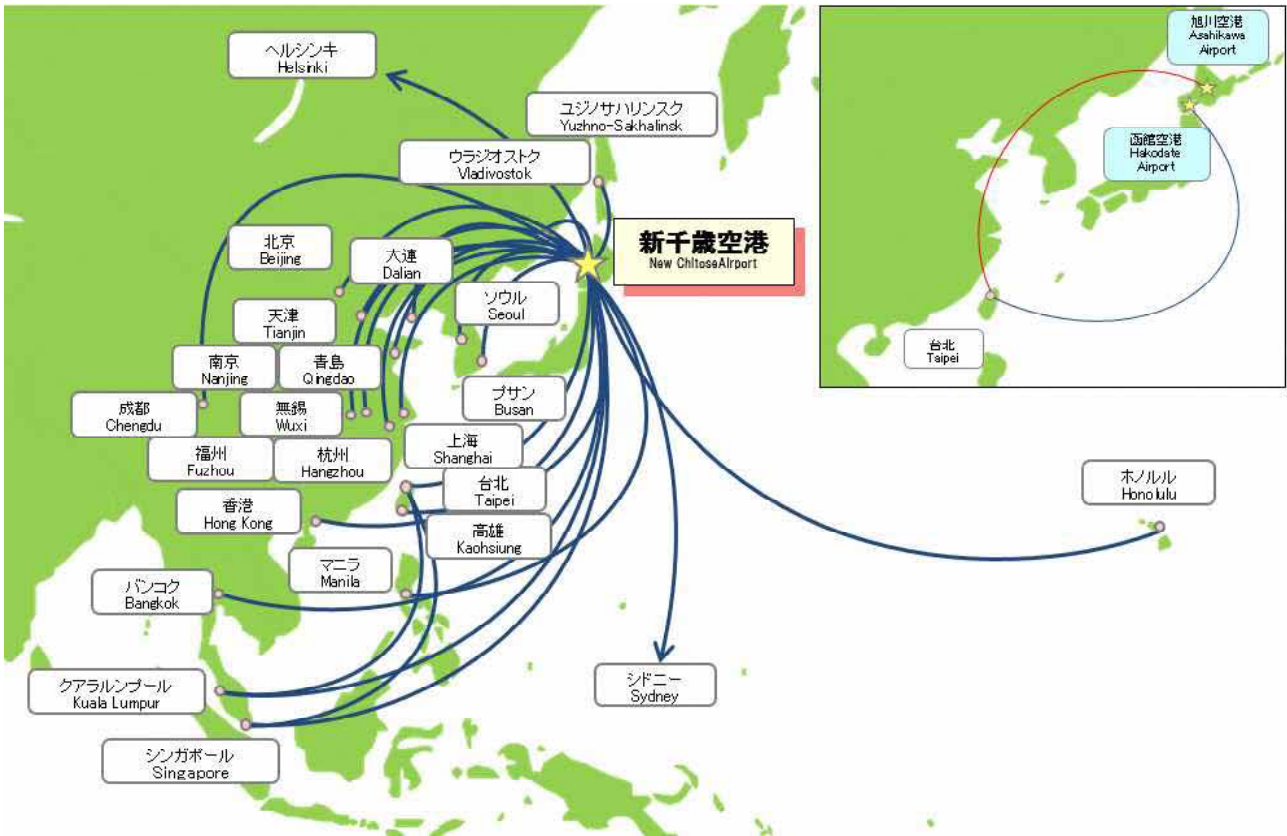 ヘルシンキ
Helsinki
ユジノサハリンスク
Yuzhno-Sakhalinsk
ウラジオストク
Vladivostok
新千歳空港
New ChitoseAirport
北京
Beijing
大連
Dalian
ソウル
Seoul
天津
Tianjin
南京
Nanjing
青島
Qingdao
プサン
Busan
成都
Chengdu
無錫
Wuxi
福州
Fuzhou
杭州
Hangzhou
上海
Shanghai
台北
Taipei
香港
Hong Kong
高雄
Kaohsiung
マニラ
Manila
バンコク
Bangkok
クアラルンプール
Kuala Lumpur
シンガポール
Singapore
シドニー
Sydney
ホノルル
Honolulu
旭川空港
Asahikawa
Airport
函館空港
Hakodate
Airport
台北
Taipei